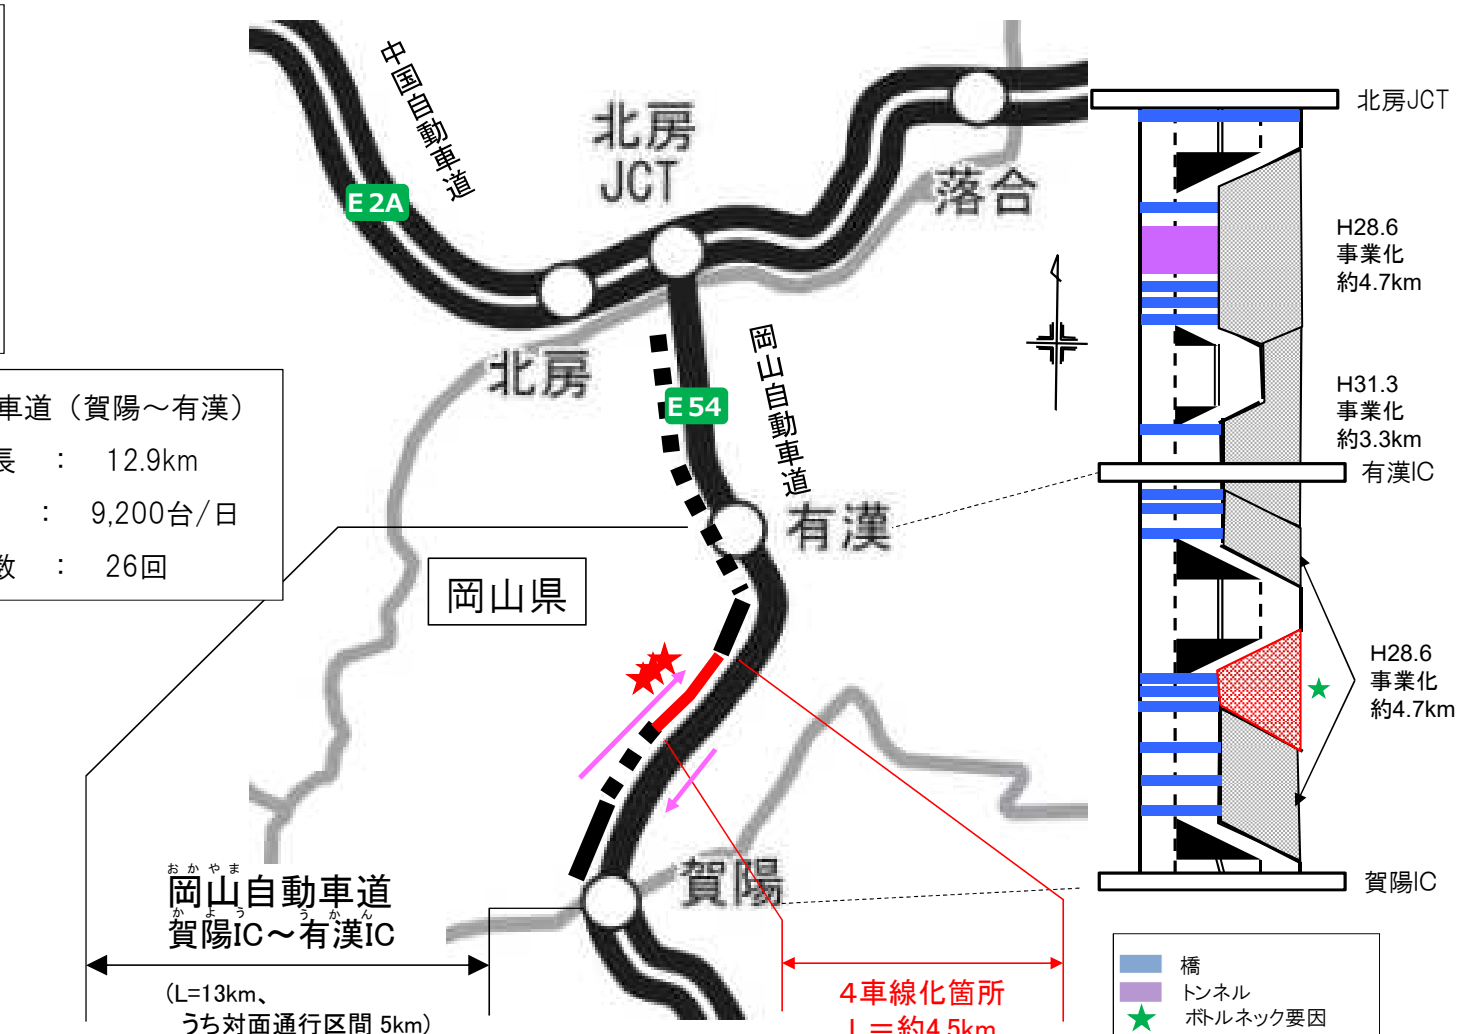 中国自動車道
北房
JCT
E 2A
落合
北房
岡山自動車道
E 54
車道（賀陽～有漢）
長　：　12.9km
：　9,200台/日
数　：　26回
有漢
岡山県
賀陽
おかやま
岡山自動車道
かよう　うかん
賀陽IC～有漢IC
(L=13km、
うち対面通行区間 5km)
4車線化箇所
L＝約4.5km
北房JCT
H28.6
事業化
約4.7km
H31.3
事業化
約3.3km
有漢IC
H28.6
事業化
約4.7km
賀陽IC
橋
トンネル
ボトルネック要因